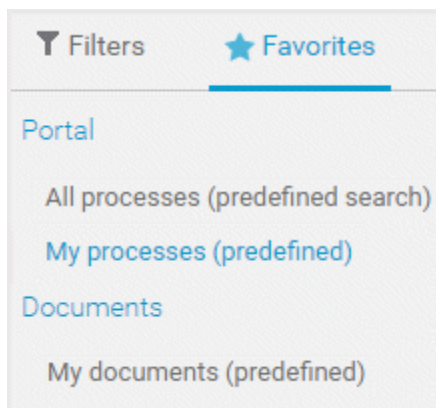 Filters Favorites
Portal
All processes (predefined search)
My processes (predefined)
Documents
My documents (predefined)